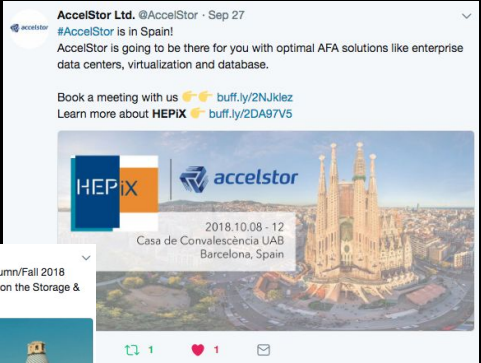 accelstor
AccelStor Ltd. @AccelStor · Sep 27
#AccelStor is in Spain!
AccelStor is going to be there for you with optimal AFA solutions like enterprise
data centers, virtualization and database.
Book a meeting with us 👉👉 buff.ly/2NJklez
Learn more about HEPiX 👉 buff.ly/2DA97V5
HEPiX
accelstor
2018.10.08 - 12
Casa de Convalescència UAB
Barcelona, Spain
umn/Fall 2018
on the Storage &
1
1